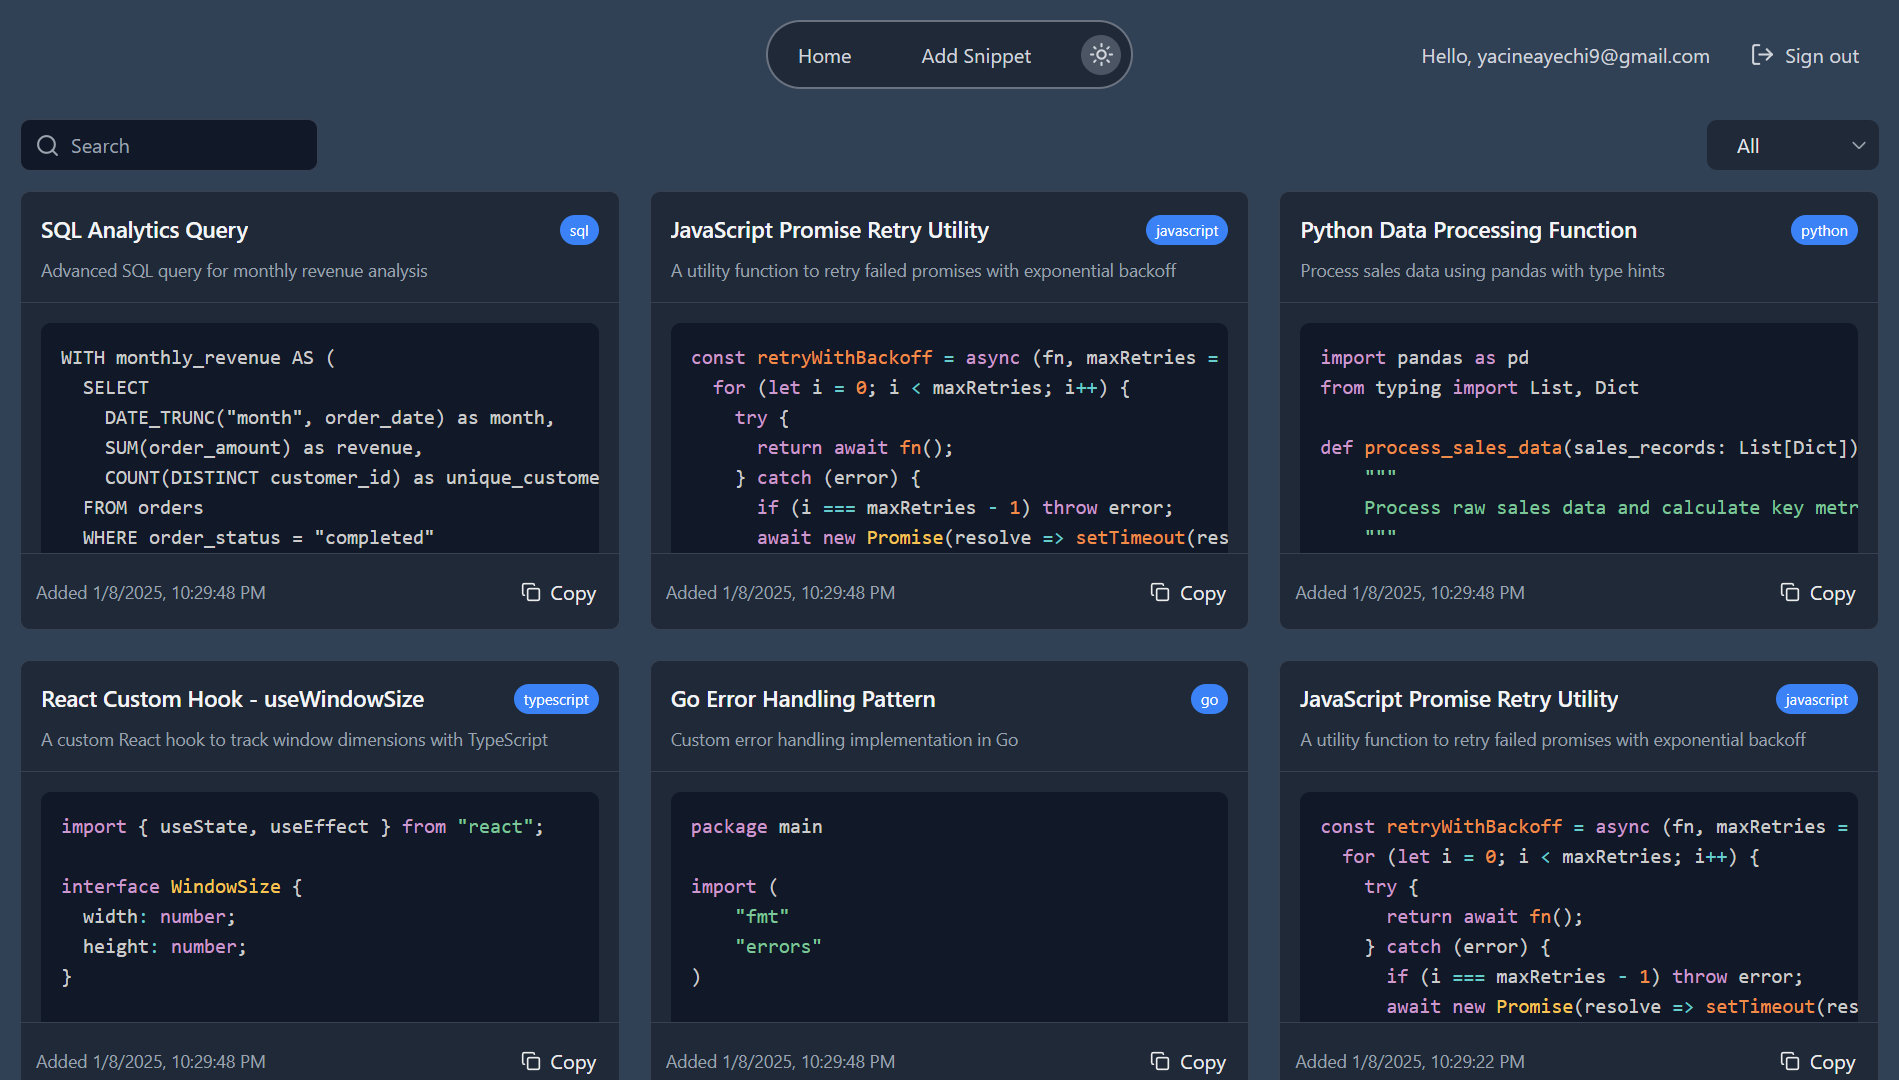 Home
Add Snippet
Hello, yacineayechi9@gmail.com
Sign out
Search
All
SQL Analytics Query
sql
Advanced SQL query for monthly revenue analysis
WITH monthly_revenue AS (
SELECT
DATE_TRUNC("month", order_date) as month,
SUM(order_amount) as revenue,
COUNT(DISTINCT customer_id) as unique_custome
FROM orders
WHERE order_status = "completed"
Added 1/8/2025, 10:29:48 PM
Copy
JavaScript Promise Retry Utility
javascript
A utility function to retry failed promises with exponential backoff
const retryWithBackoff = async (fn, maxRetries =
for (let i = 0; i < maxRetries; i++) {
try {
return await fn();
} catch (error) {
if (i === maxRetries - 1) throw error;
await new Promise(resolve => setTimeout(res
Added 1/8/2025, 10:29:48 PM
Copy
Python Data Processing Function
python
Process sales data using pandas with type hints
import pandas as pd
from typing import List, Dict
def process_sales_data(sales_records: List[Dict])
"""
Process raw sales data and calculate key metr
"""
Added 1/8/2025, 10:29:48 PM
Copy
React Custom Hook - useWindowSize
typescript
A custom React hook to track window dimensions with TypeScript
import { useState, useEffect } from "react";
interface WindowSize {
width: number;
height: number;
}
Added 1/8/2025, 10:29:48 PM
Copy
Go Error Handling Pattern
go
Custom error handling implementation in Go
package main
import (
"fmt"
"errors"
)
Added 1/8/2025, 10:29:48 PM
Copy
JavaScript Promise Retry Utility
javascript
A utility function to retry failed promises with exponential backoff
const retryWithBackoff = async (fn, maxRetries =
for (let i = 0; i < maxRetries; i++) {
try {
return await fn();
} catch (error) {
if (i === maxRetries - 1) throw error;
await new Promise(resolve => setTimeout(res
Added 1/8/2025, 10:29:22 PM
Copy